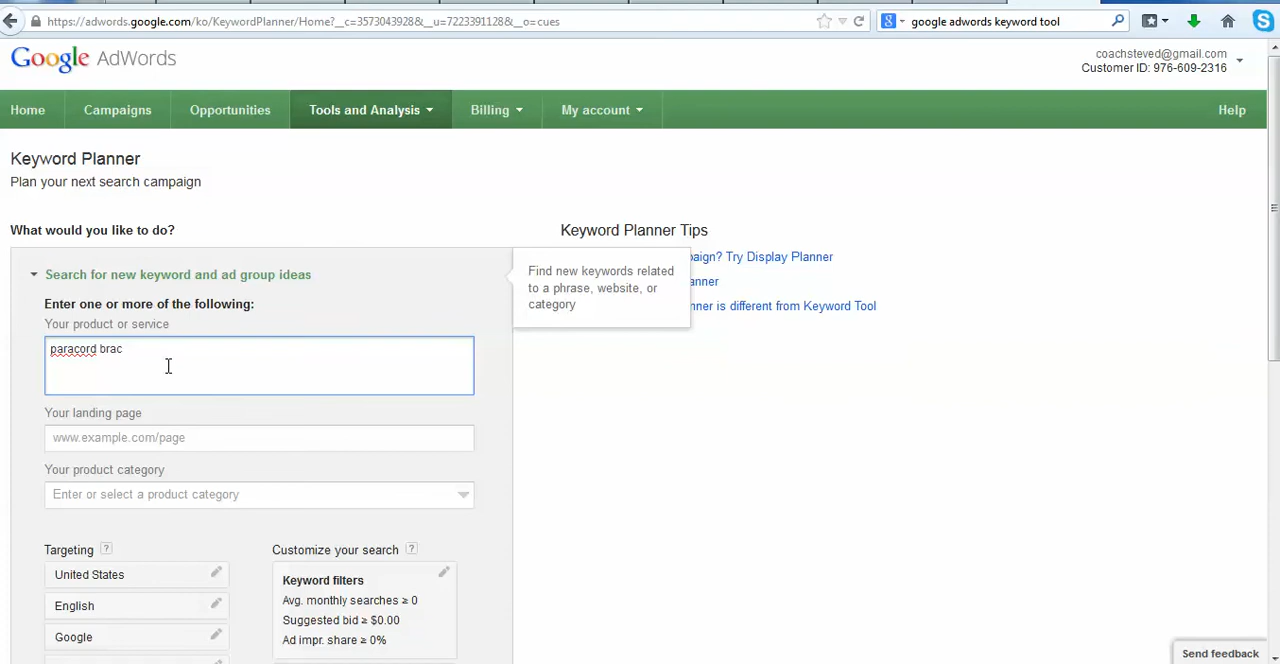 https://adwords.google.com/ko/KeywordPlanner/Home?__c=3573043928&__u=7223391128&__o=cues
google adwords keyword tool
Google AdWords
coachsteved@gmail.com
Customer ID: 976-609-2316
Home Campaigns Opportunities Tools and Analysis Billing My account Help
Keyword Planner
Plan your next search campaign
What would you like to do?
Keyword Planner Tips
Search for new keyword and ad group ideas
Find new keywords related
to a phrase, website, or
category
paign? Try Display Planner
anner
nner is different from Keyword Tool
Enter one or more of the following:
Your product or service
paracord brac
Your landing page
www.example.com/page
Your product category
Enter or select a product category
Targeting ?
Customize your search ?
United States
English
Google
Keyword filters
Avg. monthly searches ≥ 0
Suggested bid ≥ $0.00
Ad impr. share ≥ 0%
Send feedback